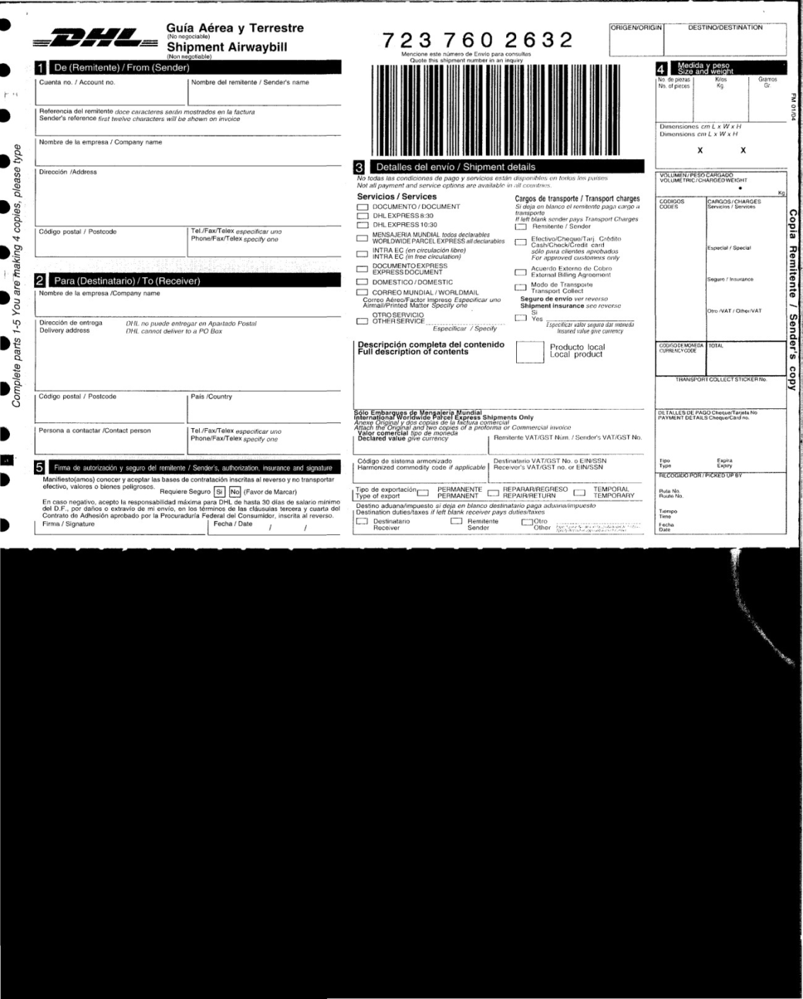 DHL
Guía Aérea y Terrestre
(No negociable)
Shipment Airwaybill
(Non negotiable)
723 760 2632
Mencione este número de Envío para consultas
Quote this shipment number in an inquiry
ORIGEN/ORIGIN
DESTINO/DESTINATION
1 De (Remitente) / From (Sender)
Cuenta no. / Account no.
Nombre del remitente / Sender's name
Referencia del remitente doce caracteres serán mostrados en la factura
Sender's reference first twelve characters will be shown on invoice
Nombre de la empresa / Company name
Dirección /Address
Código postal / Postcode
Tel./Fax/Telex especificar uno
Phone/Fax/Telex specify one
2 Para (Destinatario) / To (Receiver)
Nombre de la empresa /Company name
Dirección de entrega
Delivery address
DHL no puede entregar en Apartado Postal
DHL cannot deliver to a PO Box
Código postal / Postcode
País /Country
Persona a contactar /Contact person
Tel./Fax/Telex especificar uno
Phone/Fax/Telex specify one
5 Firma de autorización y seguro del remitente / Sender's, authorization, insurance and signature
Manifiesto(amos) conocer y aceptar las bases de contratación inscritas al reverso y no transportar
efectivo, valores o bienes peligrosos.
Requiere Seguro Si No (Favor de Marcar)
En caso negativo, acepto la responsabilidad máxima para DHL de hasta 30 días de salario mínimo
del D.F., por daños o extravío de mi envío, en los términos de las cláusulas tercera y cuarta del
Contrato de Adhesión aprobado por la Procuraduría Federal del Consumidor, inscrita al reverso.
Firma / Signature
Fecha / Date / /
3 Detalles del envío / Shipment details
No todas las condiciones de pago y servicios están disponibles en todos los países
Not all payment and service options are available in all countries.
Servicios / Services
DOCUMENTO / DOCUMENT
DHL EXPRESS 8:30
DHL EXPRESS 10:30
MENSAJERIA MUNDIAL todos declarables
WORLDWIDE PARCEL EXPRESS all declarables
INTRA EC (en circulación libre)
INTRA EC (in free circulation)
DOCUMENTO EXPRESS
EXPRESS DOCUMENT
DOMESTICO / DOMESTIC
CORREO MUNDIAL / WORLDMAIL
Correo Aéreo/Factor Impreso Especificar uno
Airmail/Printed Matter Specify one
OTRO SERVICIO
OTHER SERVICE
Especificar / Specify
Cargos de transporte / Transport charges
Si deja en blanco el remitente paga cargo a
transporte
If left blank sender pays Transport Charges
Remitente / Sender
Efectivo/Cheque/Tarj. Crédito
Cash/Check/Credit card
sólo para clientes aprobados
For approved customers only
Acuerdo Externo de Cobro
External Billing Agreement
Modo de Transporte
Transport Collect
Seguro de envío ver reverso
Shipment insurance see reverse
Si
Yes
Especificar valor seguro dar moneda
Insured value give currency
Descripción completa del contenido
Full description of contents
Producto local
Local product
Sólo Embarques de Mensajería Mundial
International Worldwide Parcel Express Shipments Only
Anexe Original y dos copias de la factura comercial
Attach the Original and two copies of a proforma or Commercial invoice
Valor comercial tipo de moneda
Declared value give currency
Remitente VAT/GST Núm. / Sender's VAT/GST No.
Código de sistema armonizado
Harmonized commodity code if applicable
Destinatario VAT/GST No. o EIN/SSN
Receiver's VAT/GST no. or EIN/SSN
Tipo de exportación
Type of export
PERMANENTE
PERMANENT
REPARAR/REGRESO
REPAIR/RETURN
TEMPORAL
TEMPORARY
Destino aduana/impuesto si deja en blanco destinatario paga aduana/impuesto
Destination duties/taxes if left blank receiver pays duties/taxes
Destinatario
Receiver
Remitente
Sender
Otro
Other
4 Medida y peso
Size and weight
No. de piezas
No. of pieces
Kilos
Kg.
Gramos
Gr.
Dimensiones cm L x W x H
Dimensions cm L x W x H
X X
VOLUMEN / PESO CARGADO
VOLUMETRIC / CHARGED WEIGHT
Kg
CODIGOS
CODES
CARGOS / CHARGES
Servicios / Services
Especial / Special
Seguro / Insurance
Otro /VAT / Other/VAT
CODIGO DE MONEDA
CURRENCY CODE
TOTAL
TRANSPORT COLLECT STICKER No.
DETALLES DE PAGO Cheque/Tarjeta No
PAYMENT DETAILS Cheque/Card no.
Tipo
Type
Expira
Expiry
RECOGIDO POR / PICKED UP BY
Ruta No.
Route No.
Tiempo
Time
Fecha
Date
FM 01/04
Copia Remitente / Sender's copy
Complete parts 1-5 You are making 4 copies, please type